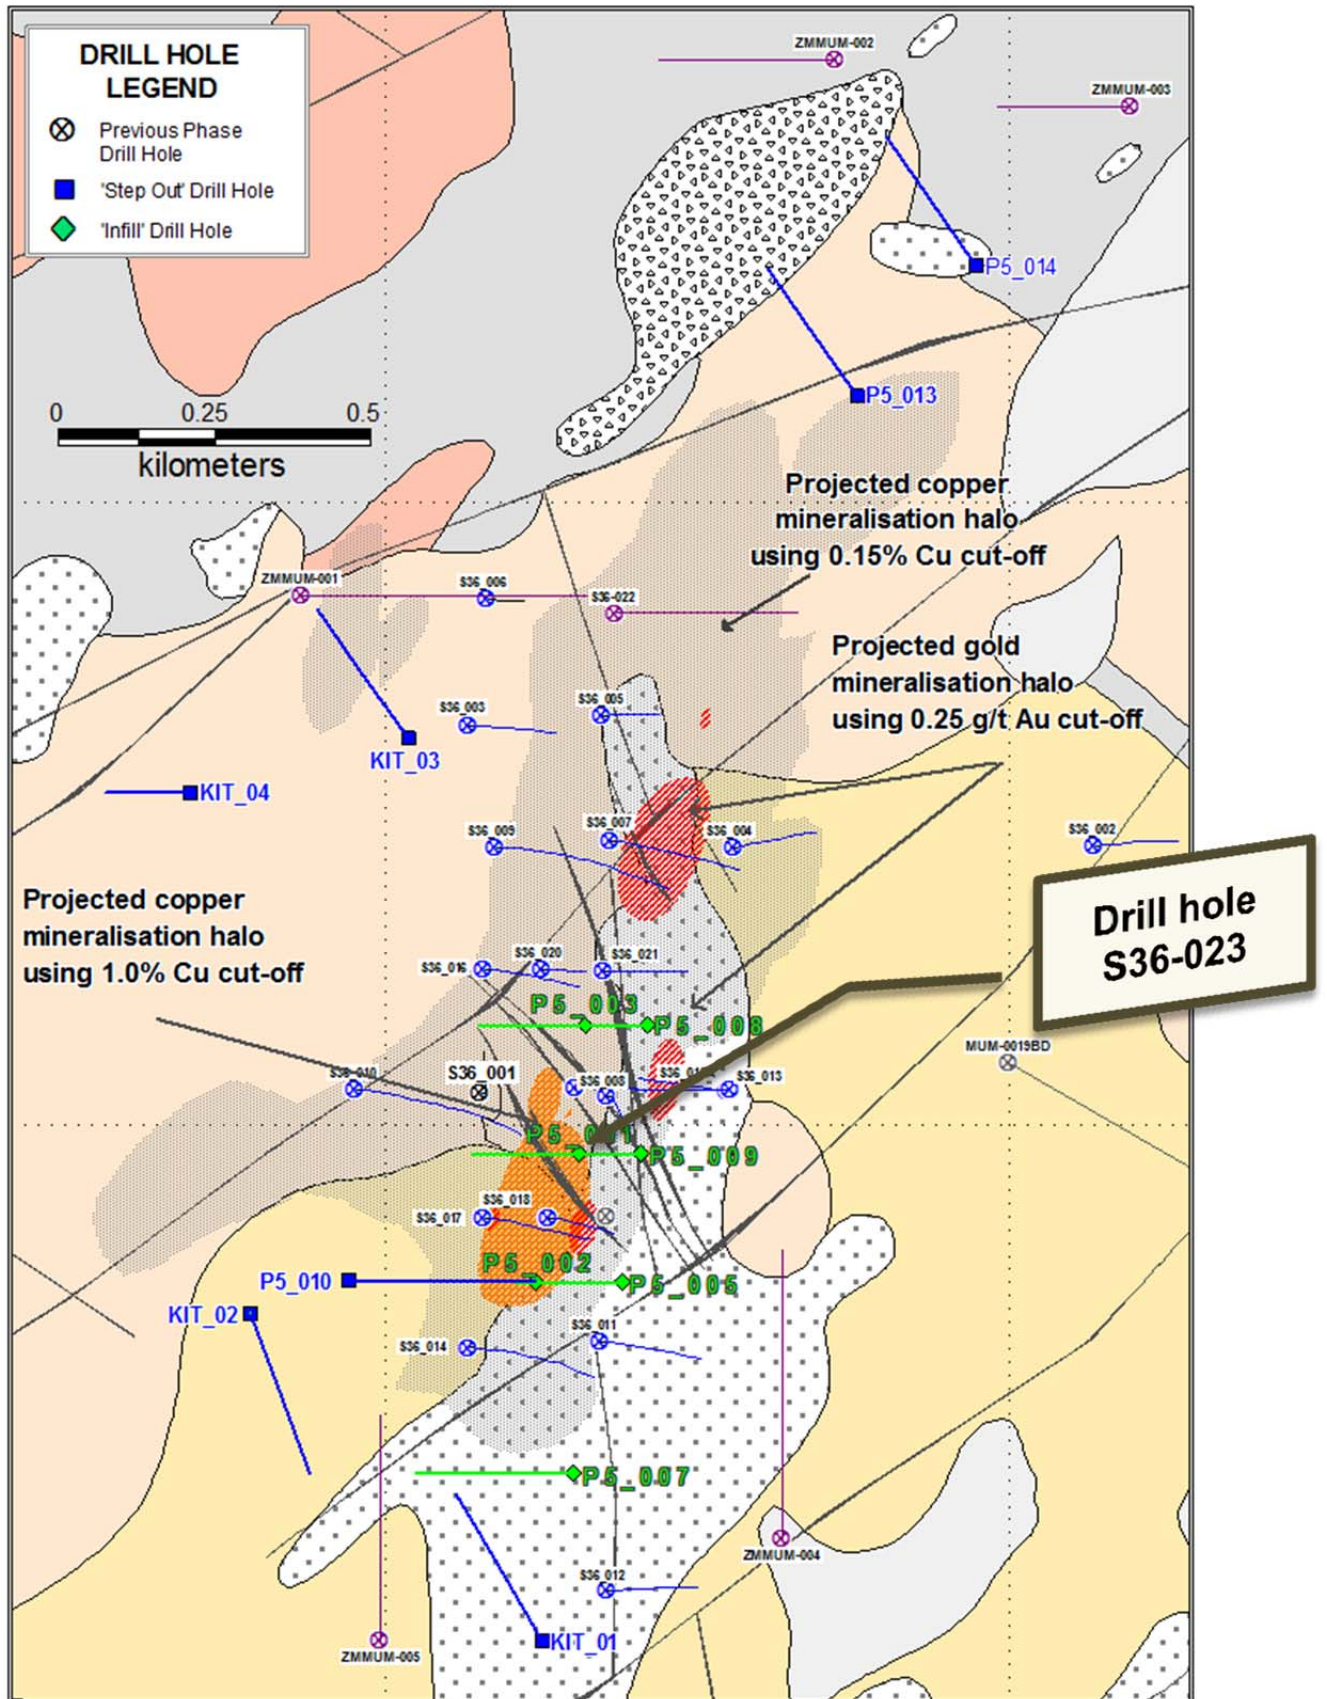 DRILL HOLE
LEGEND
Previous Phase
Drill Hole
'Step Out' Drill Hole
'Infill' Drill Hole
ZMMUM-002
ZMMUM-003
P5_014
P5_013
0 0.25 0.5
kilometers
Projected copper
mineralisation halo
using 0.15% Cu cut-off
ZMMUM-001
S36_006
S36-022
Projected gold
mineralisation halo
using 0.25 g/t Au cut-off
S36_003
S36_005
KIT_03
KIT_04
S36_009
S36_007
S36_004
S36_002
Drill hole
S36-023
Projected copper
mineralisation halo
using 1.0% Cu cut-off
S36_016
S36_020
S36_021
P5_003
P5_008
MUM-0019BD
S36_010
S36_001
S36_008
S36_013
P5_001
P5_009
S36_018
S36_017
P5_002
P5_010
P5_005
KIT_02
S36_011
S36_014
P5_007
ZMMUM-004
S36_012
KIT_01
ZMMUM-005